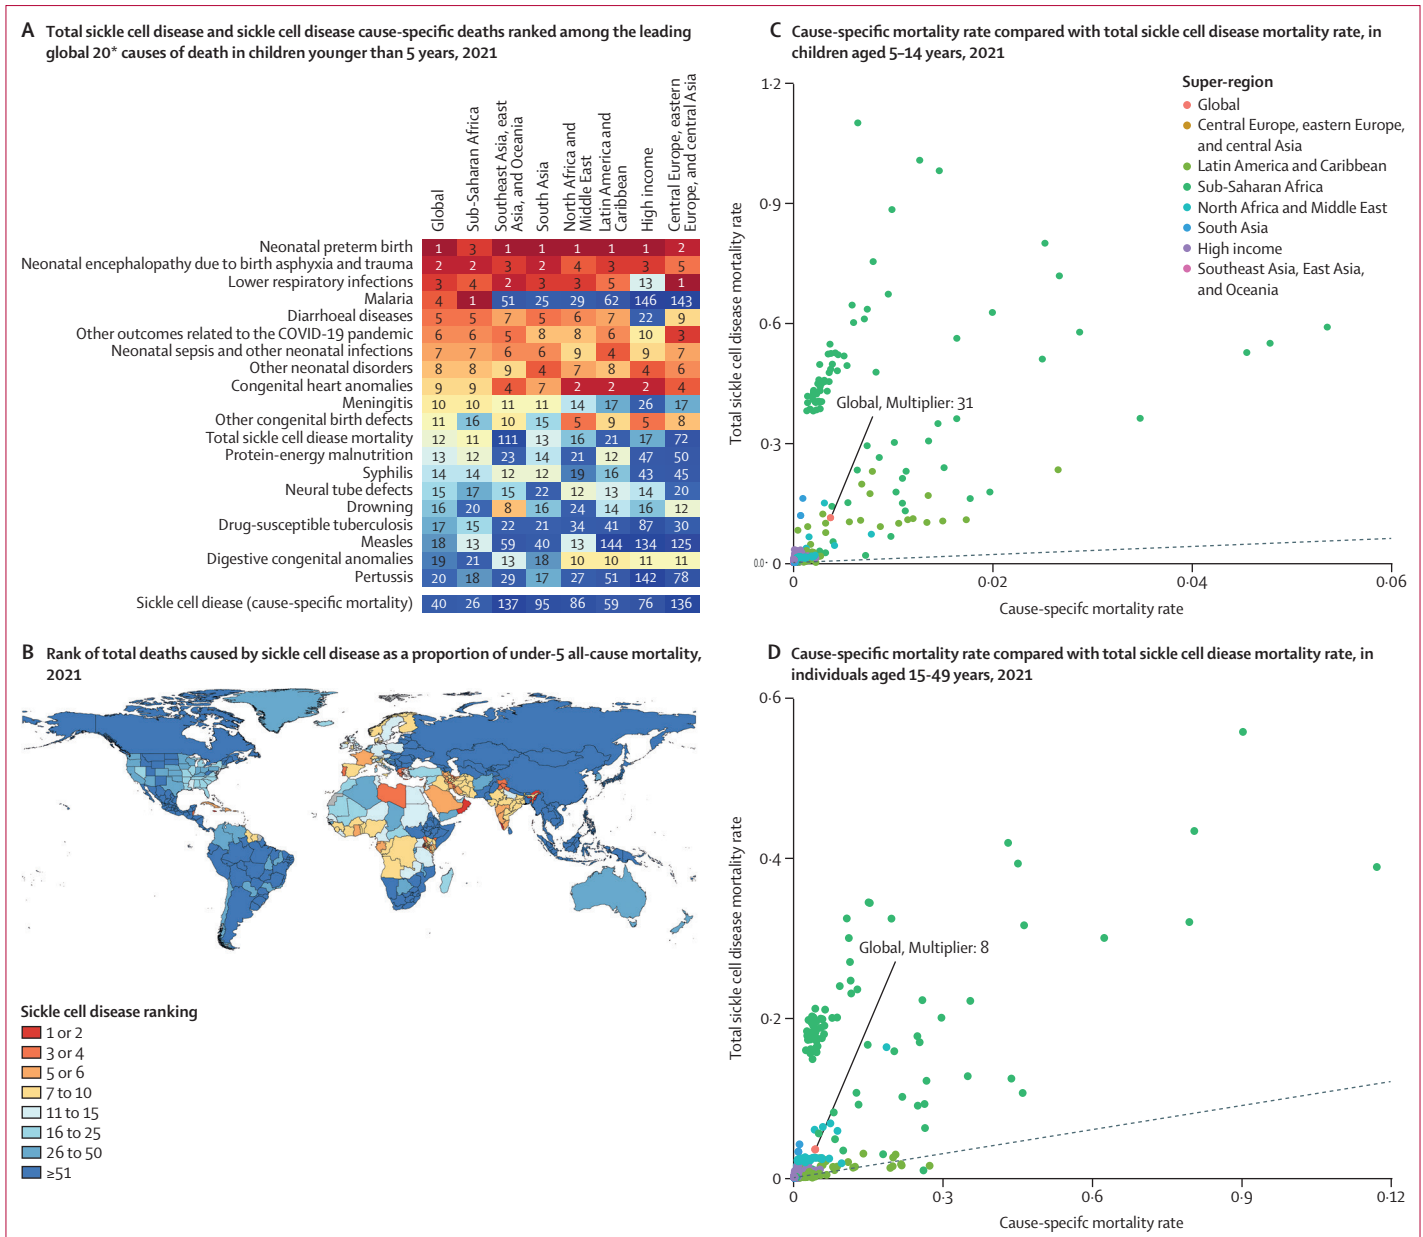 A Total sickle cell disease and sickle cell disease cause-specific deaths ranked among the leading
global 20* causes of death in children younger than 5 years, 2021
Global
Sub-Saharan Africa
Southeast Asia, east
Asia, and Oceania
South Asia
North Africa and
Middle East
Latin America and
Caribbean
High income
Central Europe, eastern
Europe, and central Asia
Neonatal preterm birth 1 3 1 1 1 1 1 2
Neonatal encephalopathy due to birth asphyxia and trauma 2 2 3 2 4 3 3 5
Lower respiratory infections 3 4 2 3 3 5 13 1
Malaria 4 1 51 25 29 62 146 143
Diarrhoeal diseases 5 5 7 5 6 7 22 9
Other outcomes related to the COVID-19 pandemic 6 6 5 8 8 6 10 3
Neonatal sepsis and other neonatal infections 7 7 6 6 9 4 9 7
Other neonatal disorders 8 8 9 4 7 8 4 6
Congenital heart anomalies 9 9 4 7 2 2 2 4
Meningitis 10 10 11 11 14 17 26 17
Other congenital birth defects 11 16 10 15 5 9 5 8
Total sickle cell diease mortality 12 11 111 13 16 21 17 72
Protein-energy malnutrition 13 12 23 14 21 12 47 50
Syphilis 14 14 12 12 19 16 43 45
Neural tube defects 15 17 15 22 12 13 14 20
Drowning 16 20 8 16 24 14 16 12
Drug-susceptible tuberculosis 17 15 22 21 34 41 87 30
Measles 18 13 59 40 13 144 134 125
Digestive congenital anomalies 19 21 13 18 10 10 11 11
Pertussis 20 18 29 17 27 51 142 78
Sickle cell diease (cause-specific mortality) 40 26 137 95 86 59 76 136
B Rank of total deaths caused by sickle cell disease as a proportion of under-5 all-cause mortality,
2021
Sickle cell disease ranking
1 or 2
3 or 4
5 or 6
7 to 10
11 to 15
16 to 25
26 to 50
≥51
C Cause-specific mortality rate compared with total sickle cell disease mortality rate, in
children aged 5–14 years, 2021
Total sickle cell disease mortality rate
1·2
0·9
0·6
0·3
0.0· 0
0
0·02
0·04
0·06
Cause-specifc mortality rate
Global, Multiplier: 31
Super-region
Global
Central Europe, eastern Europe,
and central Asia
Latin America and Caribbean
Sub-Saharan Africa
North Africa and Middle East
South Asia
High income
Southeast Asia, East Asia,
and Oceania
D Cause-specific mortality rate compared with total sickle cell diease mortality rate, in
individuals aged 15-49 years, 2021
Total sickle cell disease mortality rate
0·6
0·4
0·2
0
0
0·3
0·6
0·9
0·12
Cause-specifc mortality rate
Global, Multiplier: 8